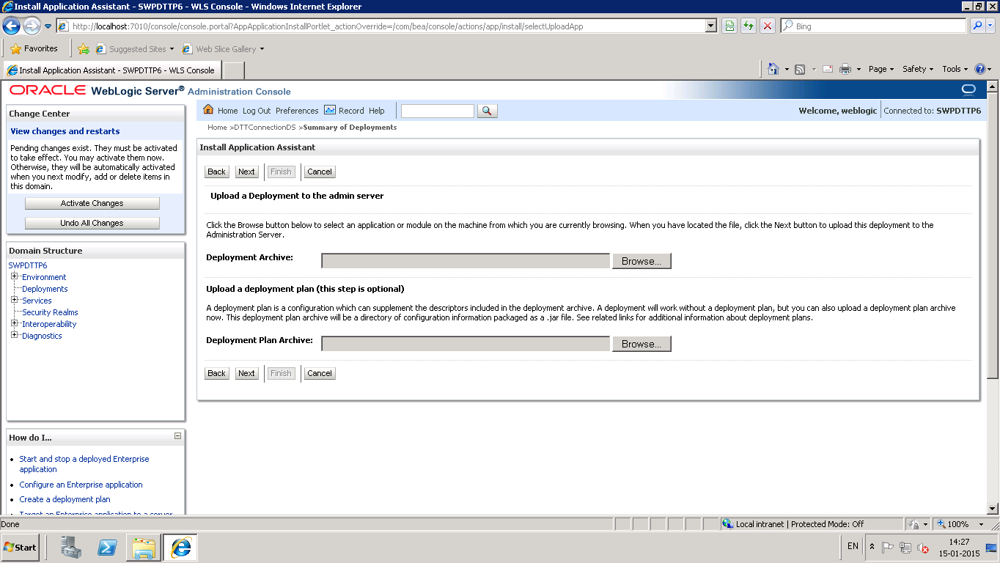 Install Application Assistant - SWPDTTP6 - WLS Console - Windows Internet Explorer
http://localhost:7010/console/console.portal?AppApplicationInstallPortlet_actionOverride=/com/bea/console/actions/app/install/selectUploadApp
Bing
Favorites Suggested Sites Web Slice Gallery
Install Application Assistant - SWPDTTP6 - WLS Console
Page Safety Tools
ORACLE WebLogic Server® Administration Console
Change Center
View changes and restarts
Pending changes exist. They must be activated
to take effect. You may activate them now.
Otherwise, they will be automatically activated
when you next modify, add or delete items in
this domain.
Activate Changes
Undo All Changes
Domain Structure
SWPDTTP6
Environment
Deployments
Services
Security Realms
Interoperability
Diagnostics
How do I...
Start and stop a deployed Enterprise
application
Configure an Enterprise application
Create a deployment plan
Target an Enterprise application to a server
Home Log Out Preferences Record Help
Welcome, weblogic Connected to: SWPDTTP6
Home >DTTConnectionDS >Summary of Deployments
Install Application Assistant
Back Next Finish Cancel
Upload a Deployment to the admin server
Click the Browse button below to select an application or module on the machine from which you are currently browsing. When you have located the file, click the Next button to upload this deployment to the
Administration Server.
Deployment Archive: Browse...
Upload a deployment plan (this step is optional)
A deployment plan is a configuration which can supplement the descriptors included in the deployment archive. A deployment will work without a deployment plan, but you can also upload a deployment plan archive
now. This deployment plan archive will be a directory of configuration information packaged as a .jar file. See related links for additional information about deployment plans.
Deployment Plan Archive: Browse...
Back Next Finish Cancel
Done
Local intranet | Protected Mode: Off
100%
Start
EN
14:27
15-01-2015